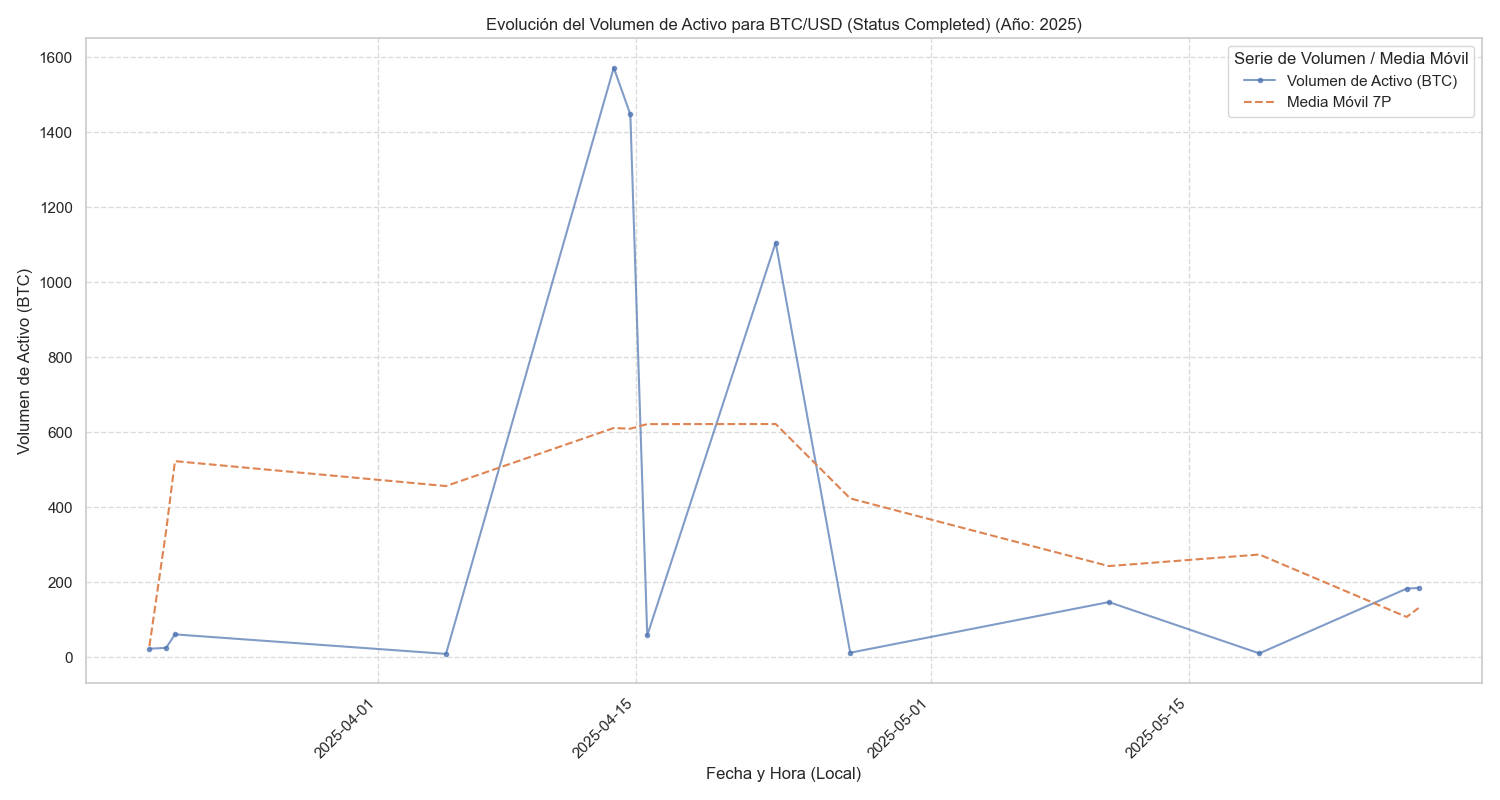 Evolución del Volumen de Activo para BTC/USD (Status Completed) (Año: 2025)
Serie de Volumen / Media Móvil
Volumen de Activo (BTC)
Media Móvil 7P
Volumen de Activo (BTC)
1600
1400
1200
1000
800
600
400
200
0
2025-04-01
2025-04-15
2025-05-01
2025-05-15
Fecha y Hora (Local)